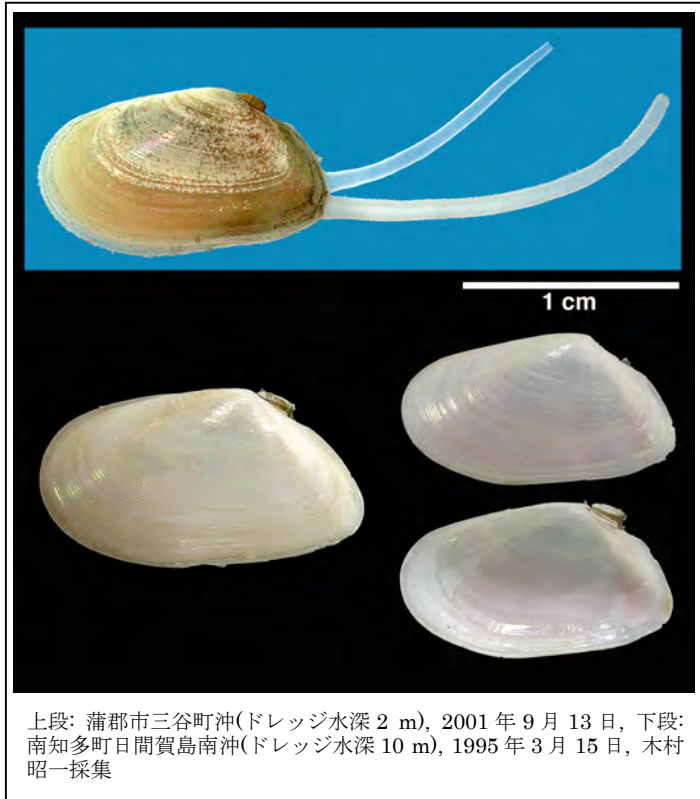 1 cm
上段: 蒲郡市三谷町沖(ドレッジ水深 2 m), 2001 年 9 月 13 日, 下段:
南知多町日間賀島南沖(ドレッジ水深 10 m), 1995 年 3 月 15 日, 木村
昭一採集